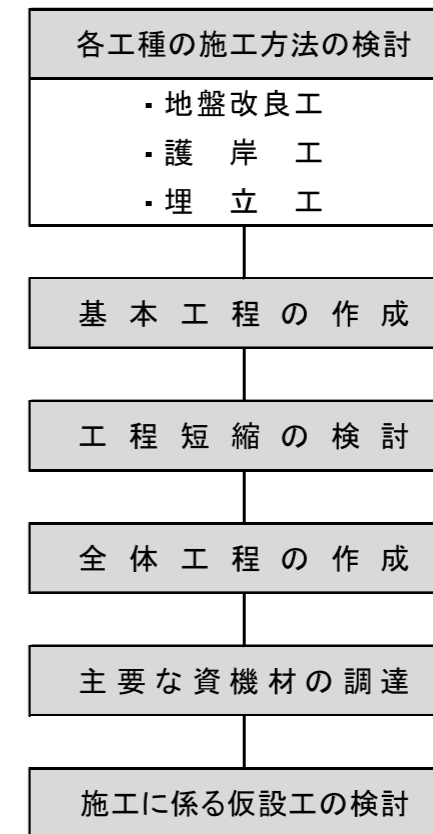 各工種の施工方法の検討
・地盤改良工
・護岸工
・埋立工
基本工程の作成
工程短縮の検討
全体工程の作成
主要な資機材の調達
施工に係る仮設工の検討